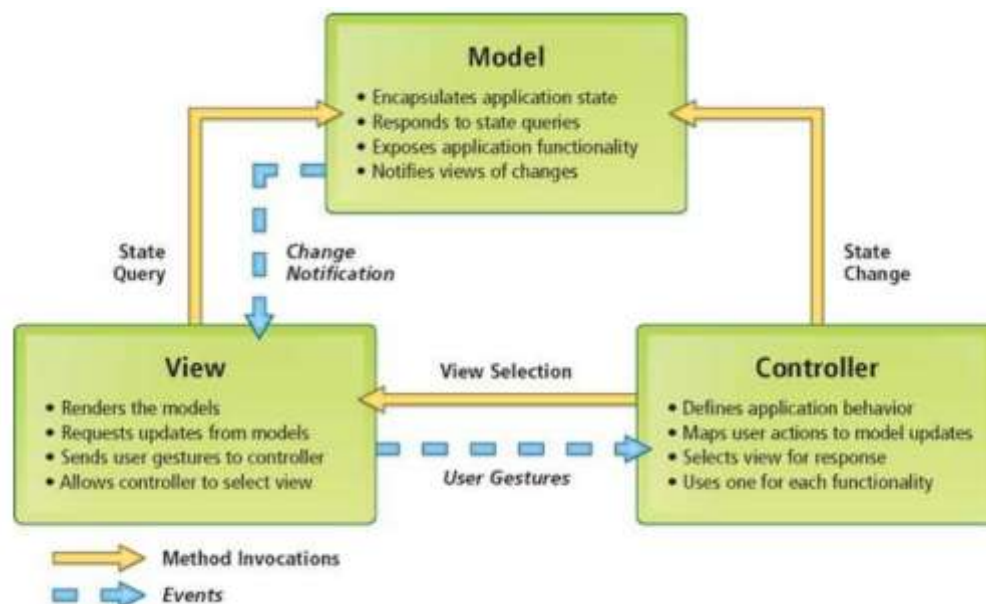 Model
• Encapsulates application state
• Responds to state queries
• Exposes application functionality
• Notifies views of changes
State
Query
Change
Notification
State
Change
View
• Renders the models
• Requests updates from models
• Sends user gestures to controller
• Allows controller to select view
View Selection
User Gestures
Controller
• Defines application behavior
• Maps user actions to model updates
• Selects view for response
• Uses one for each functionality
Method Invocations
Events